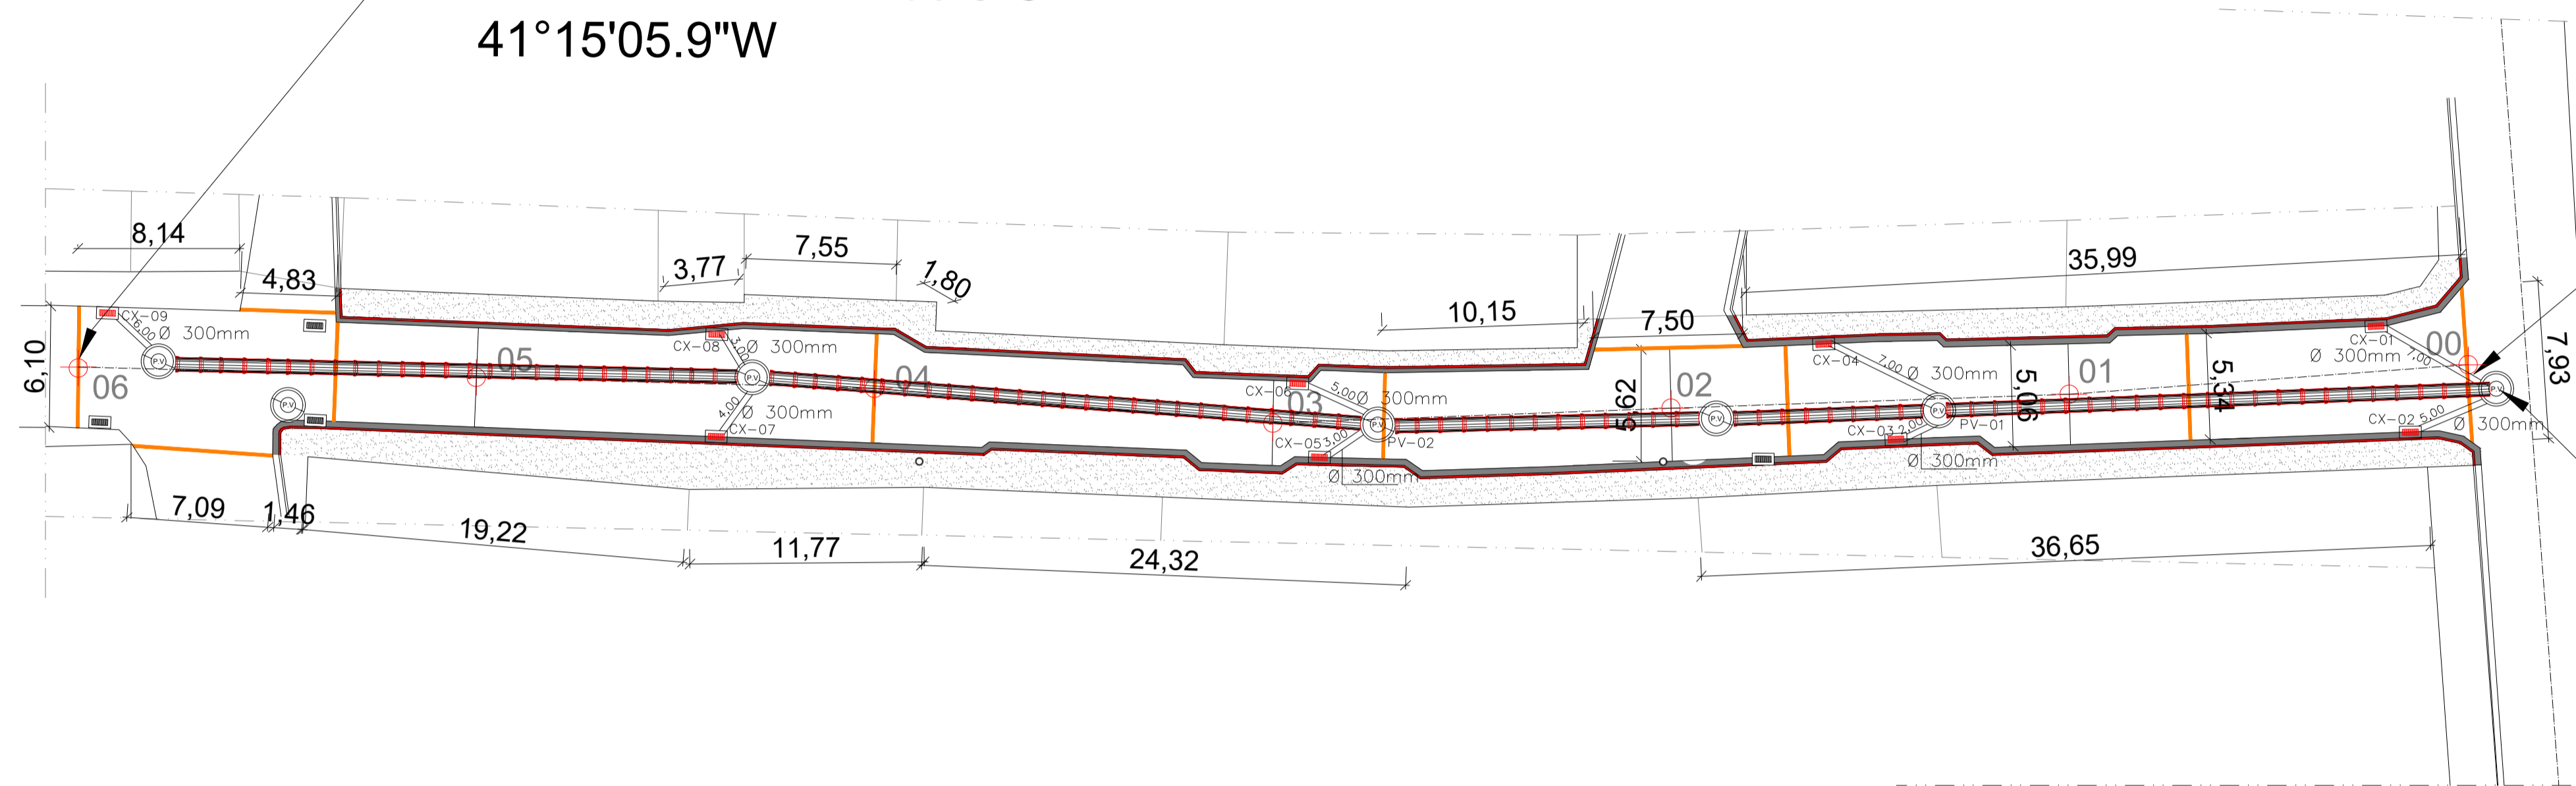 41°15'05.9"W
8,14
4,83
3,77
7,55
1,80
10,15
7,50
35,99
7,93
6,10
CX-09
6,00
Ø 300mm
P.V
06
05
CX-08
3,00
Ø 300mm
P.V
04
CX-06
5,00
Ø 300mm
03
02
5,62
CX-04
7,00
Ø 300mm
5,06
01
5,34
CX-01
7,00
Ø 300mm
00
P.V
P.V
4,00
Ø 300mm
CX-07
CX-05
3,00
P.V
PV-02
Ø 300mm
P.V
CX-03
2,00
P.V
PV-01
Ø 300mm
CX-02
5,00
Ø 300mm
7,09
1,46
19,22
11,77
24,32
36,65